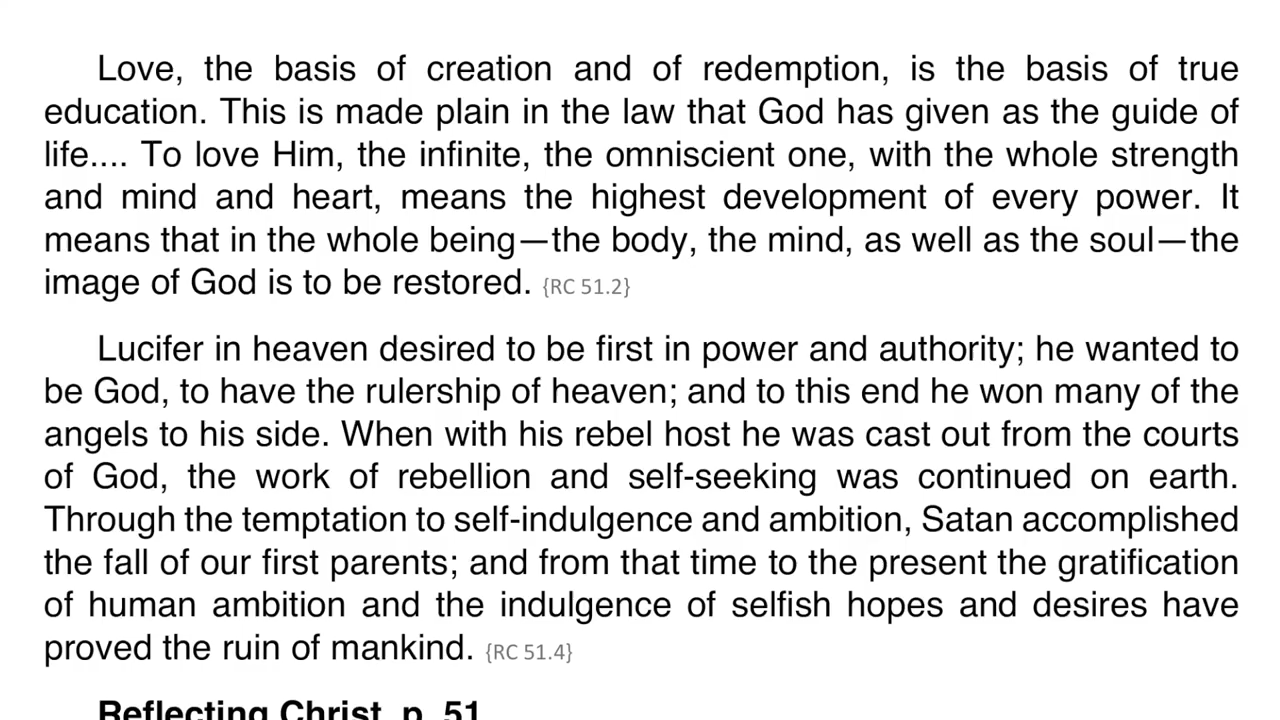 Love, the basis of creation and of redemption, is the basis of true
education. This is made plain in the law that God has given as the guide of
life.... To love Him, the infinite, the omniscient one, with the whole strength
and mind and heart, means the highest development of every power. It
means that in the whole being—the body, the mind, as well as the soul—the
image of God is to be restored. {RC 51.2}
Lucifer in heaven desired to be first in power and authority; he wanted to
be God, to have the rulership of heaven; and to this end he won many of the
angels to his side. When with his rebel host he was cast out from the courts
of God, the work of rebellion and self-seeking was continued on earth.
Through the temptation to self-indulgence and ambition, Satan accomplished
the fall of our first parents; and from that time to the present the gratification
of human ambition and the indulgence of selfish hopes and desires have
proved the ruin of mankind. {RC 51.4}
Reflecting Christ, p. 51